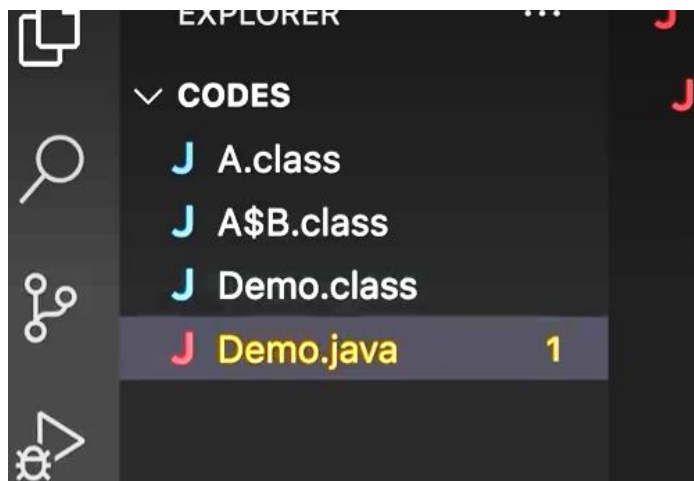 EXPLORER ...
CODES
J A.class
J A$B.class
J Demo.class
J Demo.java 1
J
J